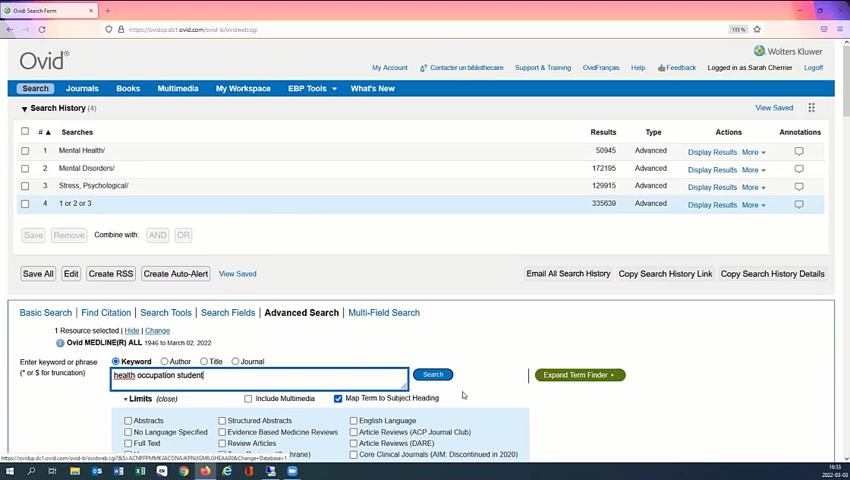 Ovid: Search Form
https://ovidsp.dc1.ovid.com/ovid-b/ovidweb.cgi
133 %
Ovid®
Wolters Kluwer
My Account
Contacter un bibliothécaire
Support & Training
OvidFrançais
Help
Feedback
Logged in as Sarah Cherrier
Logoff
Search
Journals
Books
Multimedia
My Workspace
EBP Tools
What's New
Search History (4)
View Saved
# Searches Results Type Actions Annotations
1 Mental Health/ 50945 Advanced Display Results More
2 Mental Disorders/ 172195 Advanced Display Results More
3 Stress, Psychological/ 129915 Advanced Display Results More
4 1 or 2 or 3 335639 Advanced Display Results More
Save Remove Combine with: AND OR
Save All Edit Create RSS Create Auto-Alert View Saved Email All Search History Copy Search History Link Copy Search History Details
Basic Search | Find Citation | Search Tools | Search Fields | Advanced Search | Multi-Field Search
1 Resource selected | Hide | Change
Ovid MEDLINE(R) ALL 1946 to March 02, 2022
Enter keyword or phrase
(* or $ for truncation)
Keyword Author Title Journal
health occupation student
Search
Expand Term Finder
Limits (close) Include Multimedia Map Term to Subject Heading
Abstracts Structured Abstracts English Language
No Language Specified Evidence Based Medicine Reviews Article Reviews (ACP Journal Club)
Full Text Review Articles Article Reviews (DARE)
Core Clinical Journals (AIM: Discontinued in 2020)
16:33
2022-03-03